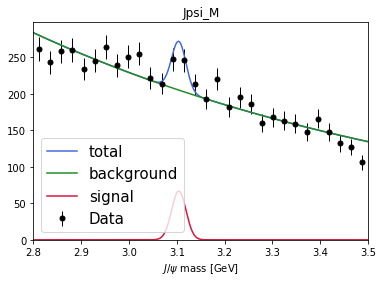 Jpsi_M
250
200
150
100
50
0
total
background
signal
Data
2.8 2.9 3.0 3.1 3.2 3.3 3.4 3.5
J/ψ mass [GeV]